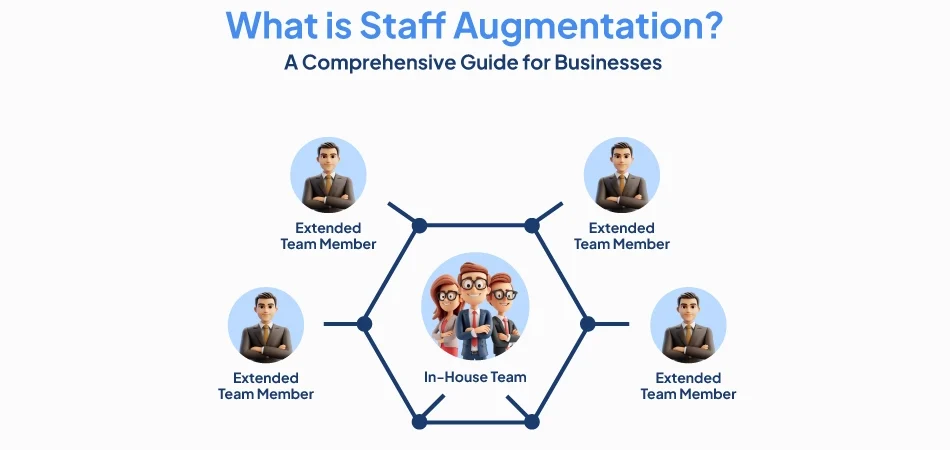 What is Staff Augmentation?
A Comprehensive Guide for Businesses
Extended
Team Member
Extended
Team Member
Extended
Team Member
In-House Team
Extended
Team Member